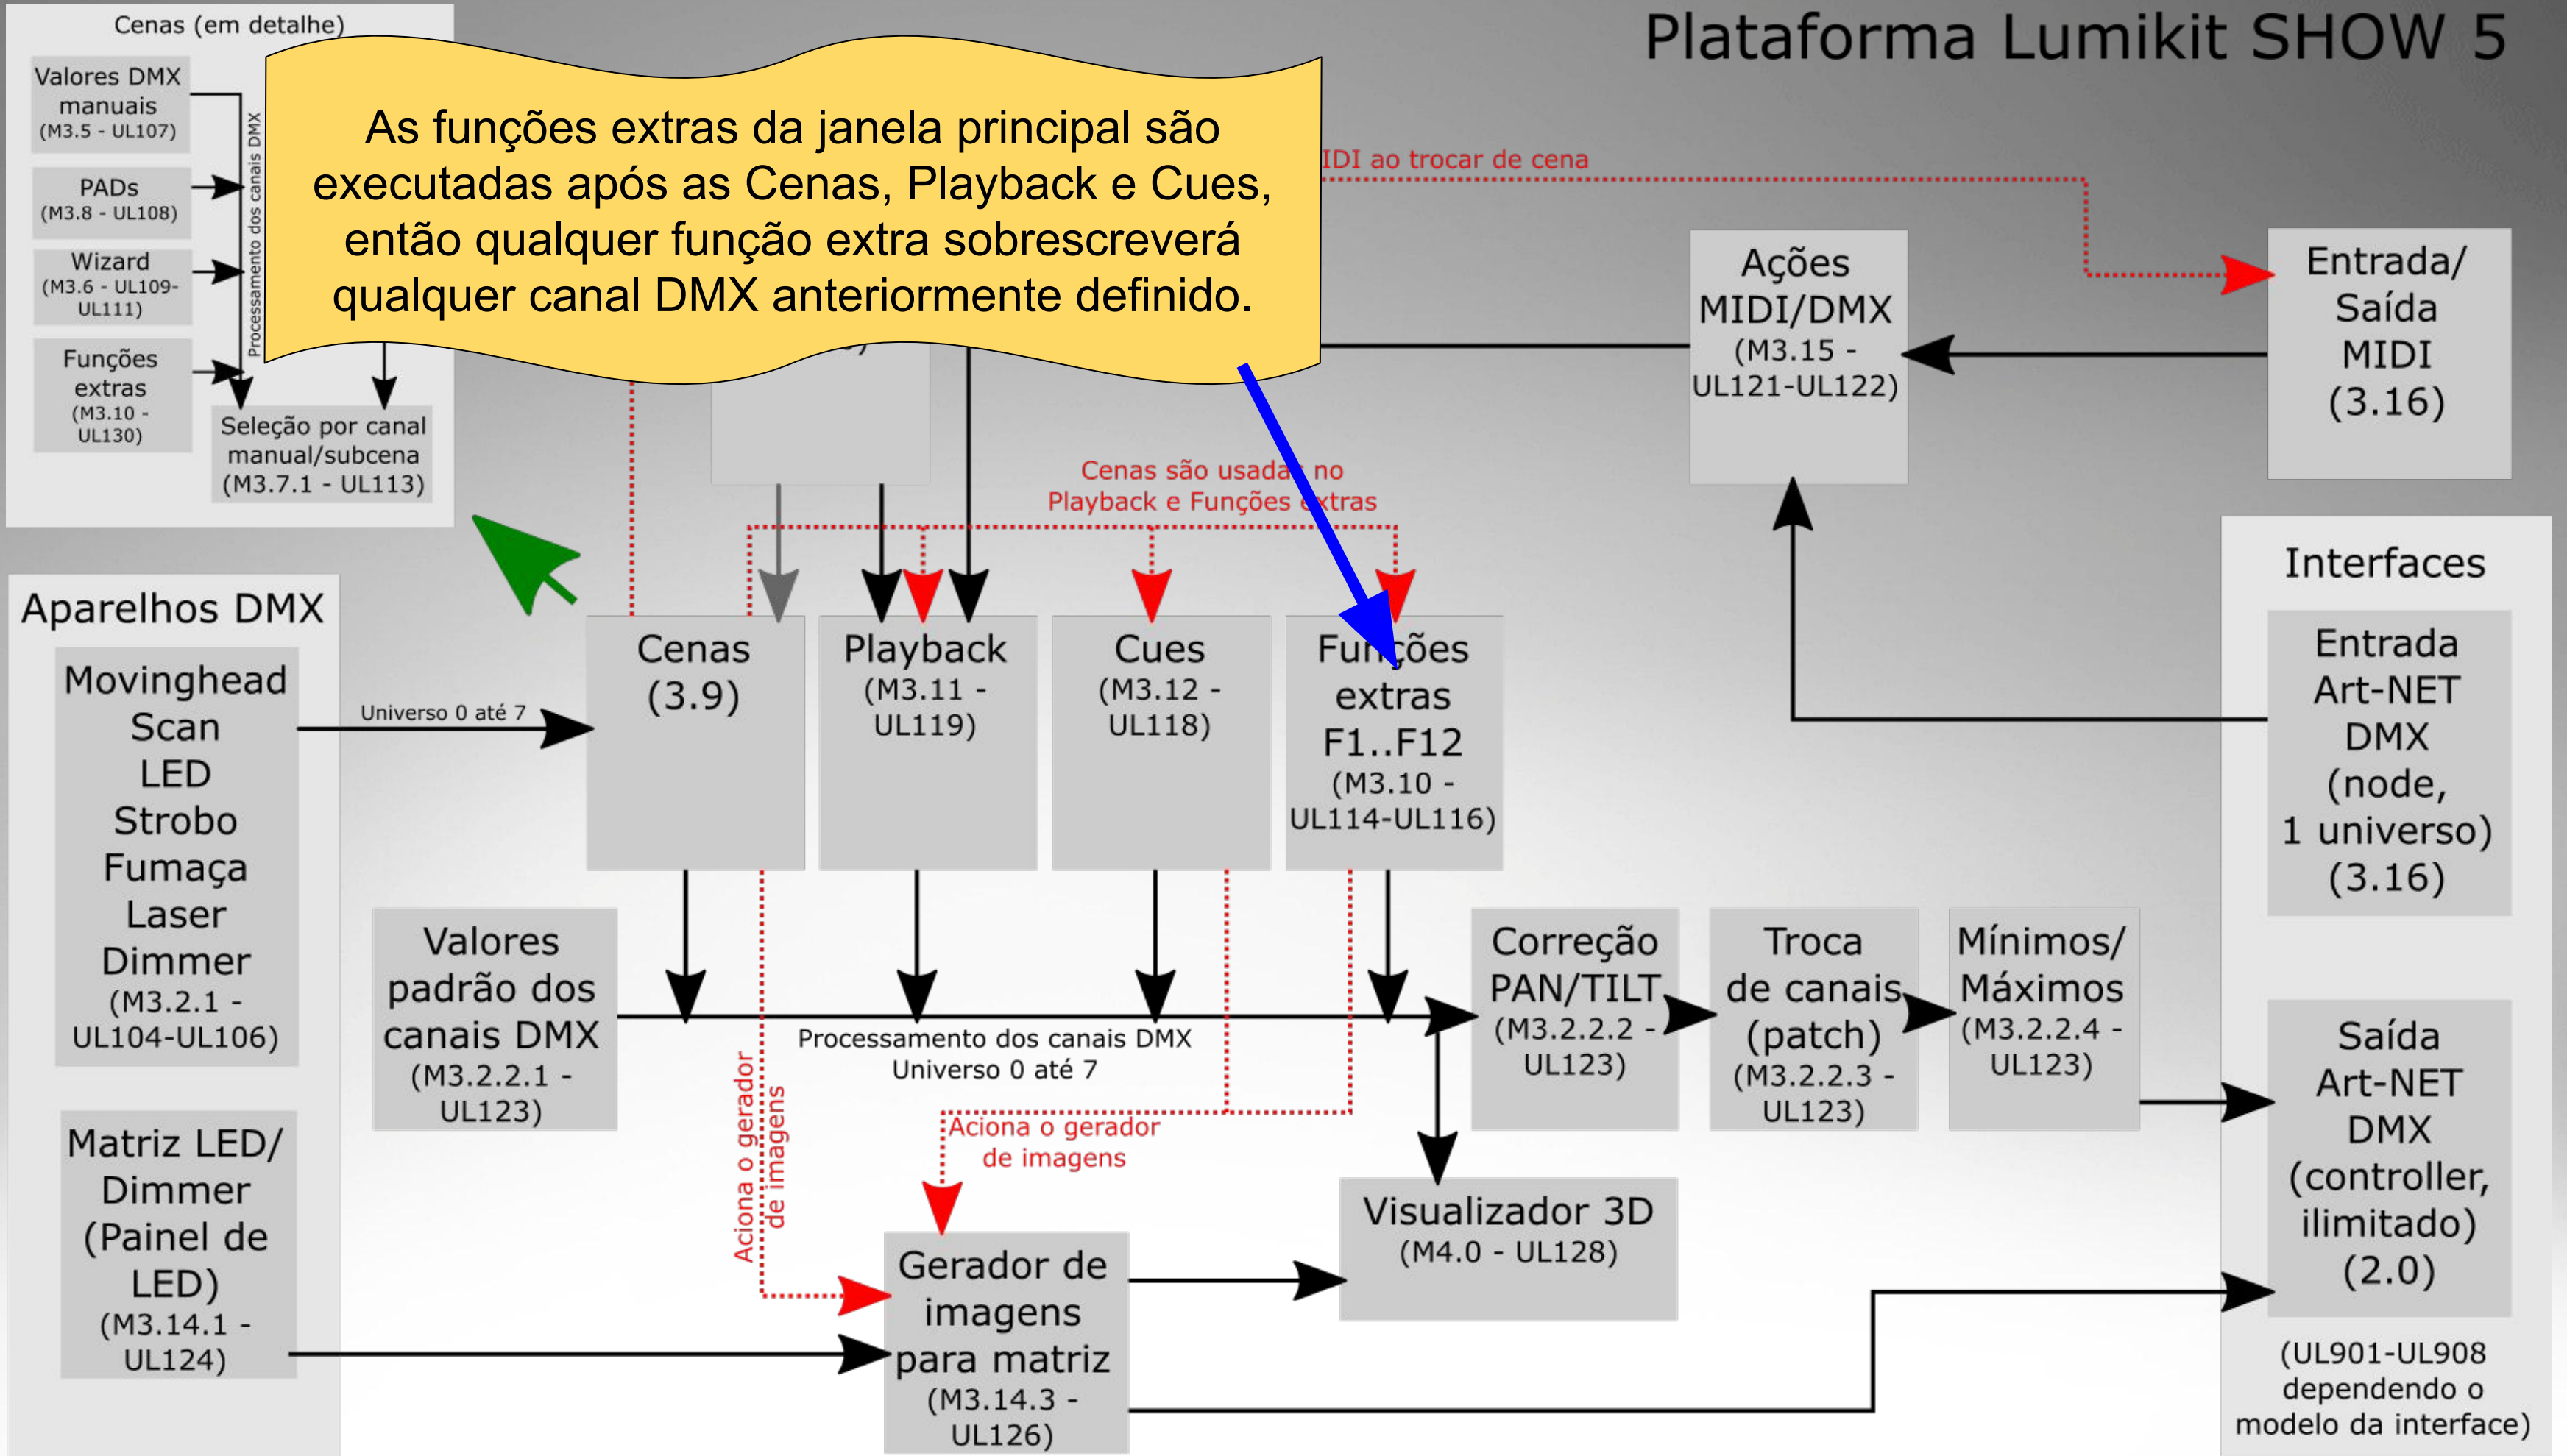 Plataforma Lumikit SHOW 5
Cenas (em detalhe)
Valores DMX
manuais
(M3.5 - UL107)
PADs
(M3.8 - UL108)
Wizard
(M3.6 - UL109-
UL111)
Funções
extras
(M3.10 -
UL130)
Processamento dos canais DMX
Seleção por canal
manual/subcena
(M3.7.1 - UL113)
As funções extras da janela principal são
executadas após as Cenas, Playback e Cues,
então qualquer função extra sobrescreverá
qualquer canal DMX anteriormente definido.
IDI ao trocar de cena
Ações
MIDI/DMX
(M3.15 -
UL121-UL122)
Entrada/
Saída
MIDI
(3.16)
Cenas são usadas no
Playback e Funções extras
Aparelhos DMX
Movinghead
Scan
LED
Strobo
Fumaça
Laser
Dimmer
(M3.2.1 -
UL104-UL106)
Matriz LED/
Dimmer
(Painel de
LED)
(M3.14.1 -
UL124)
Universo 0 até 7
Cenas
(3.9)
Playback
(M3.11 -
UL119)
Cues
(M3.12 -
UL118)
Funções
extras
F1..F12
(M3.10 -
UL114-UL116)
Valores
padrão dos
canais DMX
(M3.2.2.1 -
UL123)
Processamento dos canais DMX
Universo 0 até 7
Correção
PAN/TILT
(M3.2.2.2 -
UL123)
Troca
de canais
(patch)
(M3.2.2.3 -
UL123)
Mínimos/
Máximos
(M3.2.2.4 -
UL123)
Aciona o gerador
de imagens
Aciona o gerador
de imagens
Gerador de
imagens
para matriz
(M3.14.3 -
UL126)
Visualizador 3D
(M4.0 - UL128)
Interfaces
Entrada
Art-NET
DMX
(node,
1 universo)
(3.16)
Saída
Art-NET
DMX
(controller,
ilimitado)
(2.0)
(UL901-UL908
dependendo o
modelo da interface)